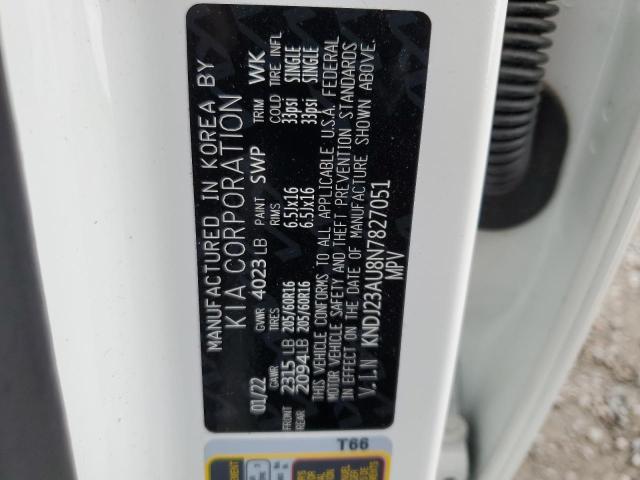 MANUFACTURED IN KOREA BY
KIA CORPORATION
01/22 GVWR 4023 LB PAINT SWP TRIM WK
GAWR TIRES RIMS COLD TIRE INFL
FRONT 2315 LB 205/60R16 6.5Jx16 33psi SINGLE
REAR 2094 LB 205/60R16 6.5Jx16 33psi SINGLE
THIS VEHICLE CONFORMS TO ALL APPLICABLE U.S.A. FEDERAL
MOTOR VEHICLE SAFETY AND THEFT PREVENTION STANDARDS
IN EFFECT ON THE DATE OF MANUFACTURE SHOWN ABOVE.
V.I.N KNDJ23AU8N7827051
MPV
T66